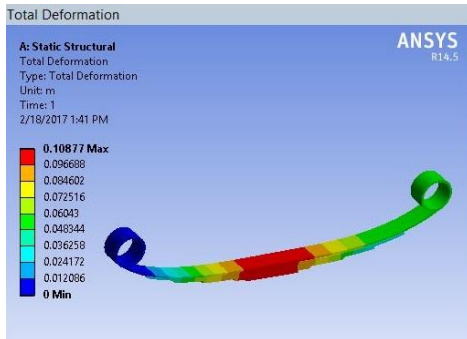 Total Deformation
A: Static Structural
Total Deformation
Type: Total Deformation
Unit: m
Time: 1
2/18/2017 1:41 PM
ANSYS
R14.5
0.10877 Max
0.096688
0.084602
0.072516
0.06043
0.048344
0.036258
0.024172
0.012086
0 Min